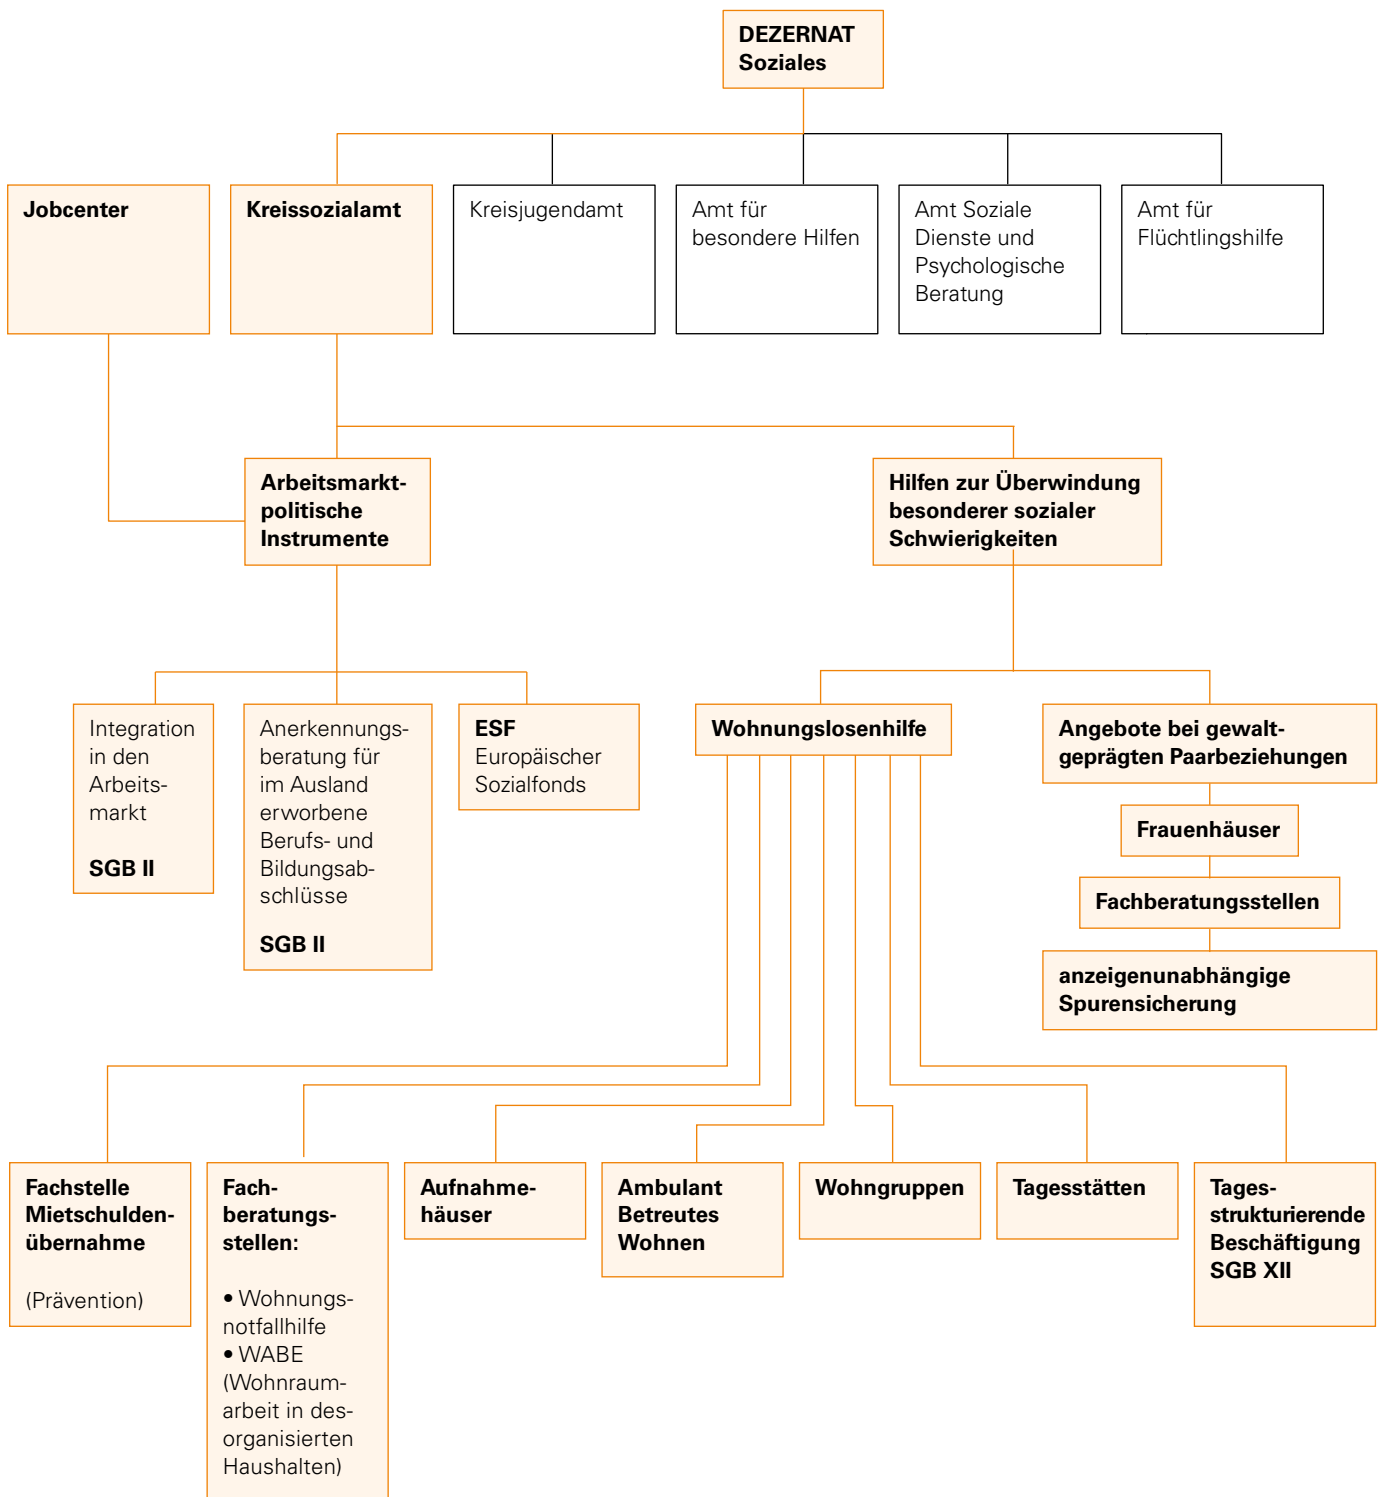 DEZERNAT
Soziales
Jobcenter
Kreissozialamt
Kreisjugendamt
Amt für
besondere Hilfen
Amt Soziale
Dienste und
Psychologische
Beratung
Amt für
Flüchtlingshilfe
Arbeitsmarkt-
politische
Instrumente
Hilfen zur Überwindung
besonderer sozialer
Schwierigkeiten
Integration
in den
Arbeits-
markt
SGB II
Anerkennungs-
beratung für
im Ausland
erworbene
Berufs- und
Bildungsab-
schlüsse
SGB II
ESF
Europäischer
Sozialfonds
Wohnungslosenhilfe
Angebote bei gewalt-
geprägten Paarbeziehungen
Frauenhäuser
Fachberatungsstellen
anzeigenunabhängige
Spurensicherung
Fachstelle
Mietschulden-
übernahme
(Prävention)
Fach-
beratungs-
stellen:
• Wohnungs-
notfallhilfe
• WABE
(Wohnraum-
arbeit in des-
organisierten
Haushalten)
Aufnahme-
häuser
Ambulant
Betreutes
Wohnen
Wohngruppen
Tagesstätten
Tages-
strukturierende
Beschäftigung
SGB XII